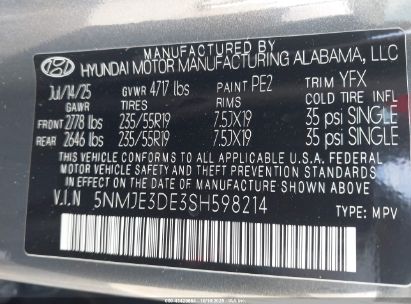 HYUNDAI MOTOR MANUFACTURING ALABAMA, LLC
Jul/14/25 GVWR 4717 lbs PAINT PE2 TRIM YFX
GAWR TIRES RIMS COLD TIRE INFL
FRONT 2778 lbs 235/55R19 7.5JX19 35 psi SINGLE
REAR 2646 lbs 235/55R19 7.5JX19 35 psi SINGLE
THIS VEHICLE CONFORMS TO ALL APPLICABLE U.S.A. FEDERAL
MOTOR VEHICLE SAFETY AND THEFT PREVENTION STANDARDS
IN EFFECT ON THE DATE OF MANUFACTURE SHOWN ABOVE.
V.I.N 5NMJE3DE3SH598214
TYPE: MPV